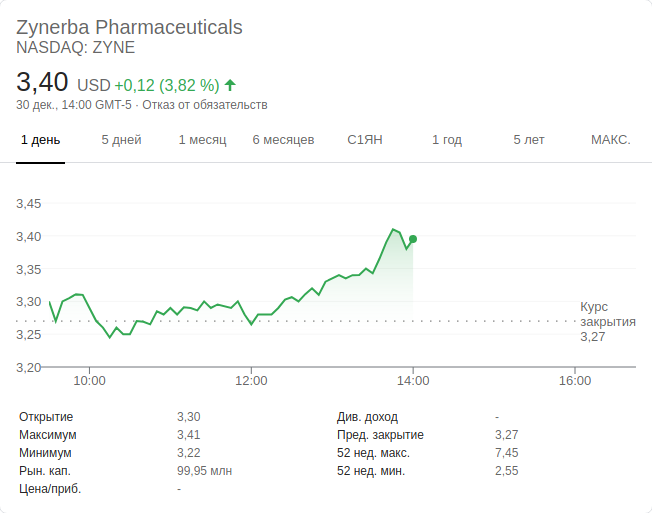 Zynerba Pharmaceuticals
NASDAQ: ZYNE
3,40 USD +0,12 (3,82 %)
30 дек., 14:00 GMT-5 · Отказ от обязательств
1 день 5 дней 1 месяц 6 месяцев С1ЯН 1 год 5 лет МАКС.
3,45
3,40
3,35
3,30
3,25
3,20
Курс
закрытия
3,27
10:00 12:00 14:00 16:00
Открытие 3,30 Див. доход -
Максимум 3,41 Пред. закрытие 3,27
Минимум 3,22 52 нед. макс. 7,45
Рын. кап. 99,95 млн 52 нед. мин. 2,55
Цена/приб. -